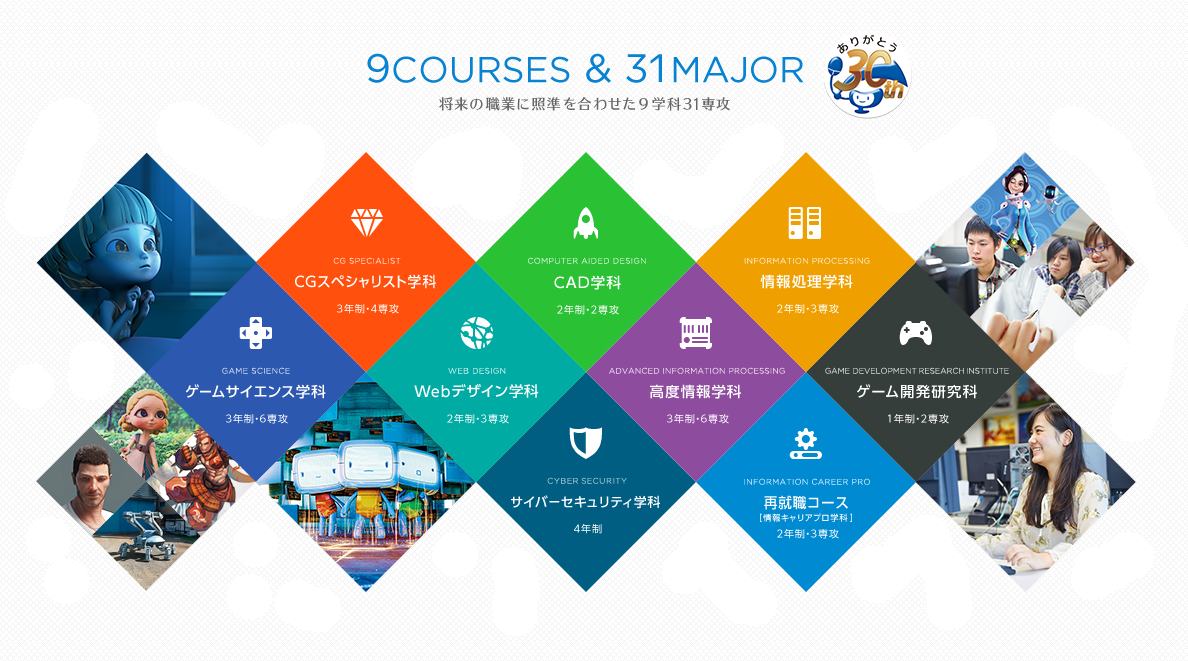 9COURSES & 31MAJOR
ありがとう
30th
将来の職業に照準を合わせた9学科31専攻
CG SPECIALIST
CGスペシャリスト学科
3年制・4専攻
COMPUTER AIDED DESIGN
CAD学科
2年制・2専攻
INFORMATION PROCESSING
情報処理学科
2年制・3専攻
GAME SCIENCE
ゲームサイエンス学科
3年制・6専攻
WEB DESIGN
Webデザイン学科
2年制・3専攻
ADVANCED INFORMATION PROCESSING
高度情報学科
3年制・6専攻
GAME DEVELOPMENT RESEARCH INSTITUTE
ゲーム開発研究科
1年制・2専攻
CYBER SECURITY
サイバーセキュリティ学科
4年制
INFORMATION CAREER PRO
再就職コース
[情報キャリアプロ学科]
2年制・3専攻